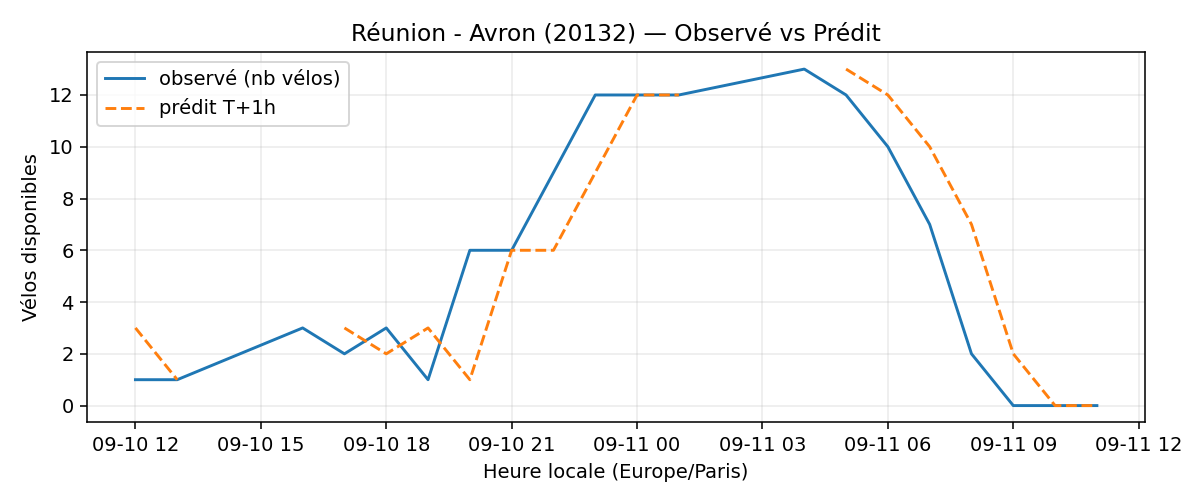 Réunion - Avron (20132) — Observé vs Prédit
observé (nb vélos)
prédit T+1h
Vélos disponibles
12
10
8
6
4
2
0
09-10 12 09-10 15 09-10 18 09-10 21 09-11 00 09-11 03 09-11 06 09-11 09 09-11 12
Heure locale (Europe/Paris)